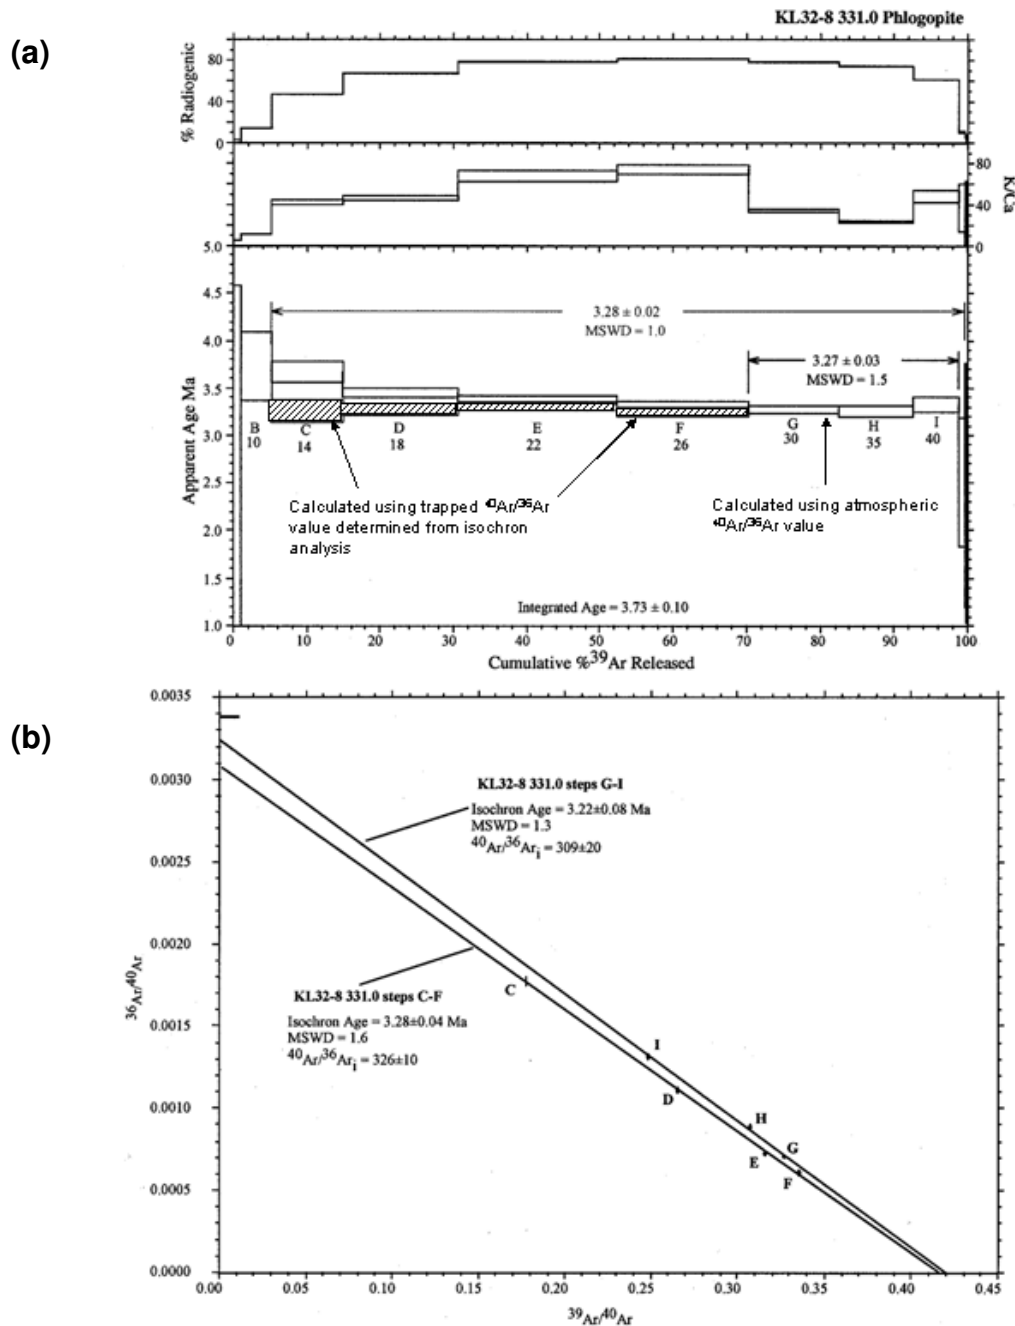 KL32-8 331.0 Phlogopite
(a)
% Radiogenic
80
40
0
K/Ca
80
40
0
Apparent Age Ma
5.0
4.5
4.0
3.5
3.0
2.5
2.0
1.5
1.0
3.28 ± 0.02
MSWD = 1.0
3.27 ± 0.03
MSWD = 1.5
B
10
C
14
D
18
E
22
F
26
G
30
H
35
I
40
Calculated using trapped ⁴⁰Ar/³⁶Ar
value determined from isochron
analysis
Calculated using atmospheric
⁴⁰Ar/³⁶Ar value
Integrated Age = 3.73 ± 0.10
0 10 20 30 40 50 60 70 80 90 100
Cumulative %³⁹Ar Released
(b)
³⁶Ar/⁴⁰Ar
0.0035
0.0030
0.0025
0.0020
0.0015
0.0010
0.0005
0.0000
KL32-8 331.0 steps G-I
Isochron Age = 3.22±0.08 Ma
MSWD = 1.3
⁴⁰Ar/³⁶Arᵢ = 309±20
KL32-8 331.0 steps C-F
Isochron Age = 3.28±0.04 Ma
MSWD = 1.6
⁴⁰Ar/³⁶Arᵢ = 326±10
C
I
D
H
G
E
F
0.00 0.05 0.10 0.15 0.20 0.25 0.30 0.35 0.40 0.45
³⁹Ar/⁴⁰Ar